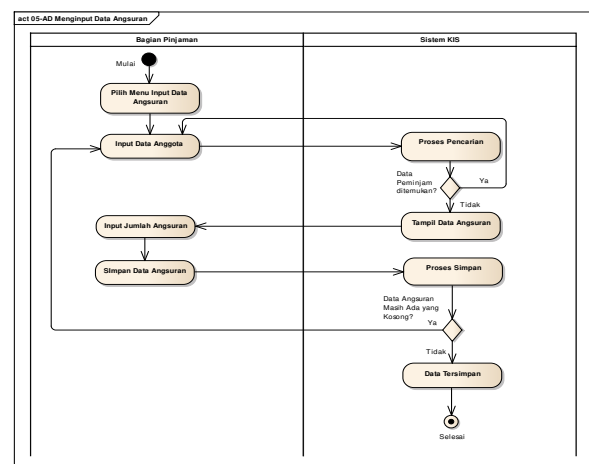 act 05-AD Menginput Data Angsuran
Bagian Pinjaman
Sistem KIS
Mulai
Pilih Menu Input Data
Angsuran
Input Data Anggota
Proses Pencarian
Data
Peminjam
ditemukan?
Ya
Tidak
Input Jumlah Angsuran
Tampil Data Angsuran
SImpan Data Angsuran
Proses Simpan
Data Angsuran
Masih Ada yang
Kosong?
Ya
Tidak
Data Tersimpan
Selesai